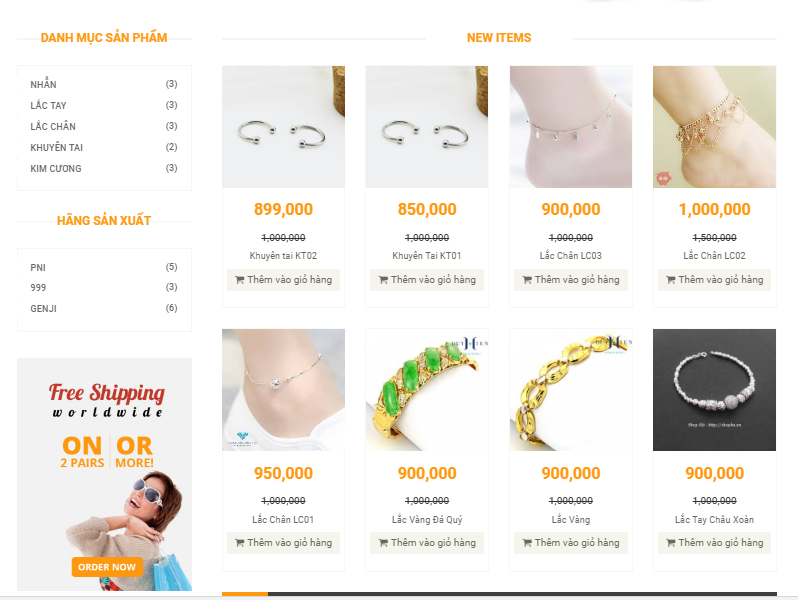 DANH MỤC SẢN PHẨM
NHẪN (3)
LẮC TAY (3)
LẮC CHÂN (3)
KHUYÊN TAI (2)
KIM CƯƠNG (3)
HÃNG SẢN XUẤT
PNI (5)
999 (3)
GENJI (6)
Free Shipping
worldwide
ON OR
2 PAIRS MORE!
ORDER NOW
NEW ITEMS
899,000 850,000 900,000 1,000,000
1,000,000 1,000,000 1,000,000 1,500,000
Khuyên tai KT02 Khuyên Tai KT01 Lắc Chân LC03 Lắc Chân LC02
Thêm vào giỏ hàng Thêm vào giỏ hàng Thêm vào giỏ hàng Thêm vào giỏ hàng
950,000 900,000 900,000 900,000
1,000,000 1,000,000 1,000,000 1,000,000
Lắc Chân LC01 Lắc Vàng Đá Quý Lắc Vàng Lắc Tay Châu Xoàn
Thêm vào giỏ hàng Thêm vào giỏ hàng Thêm vào giỏ hàng Thêm vào giỏ hàng